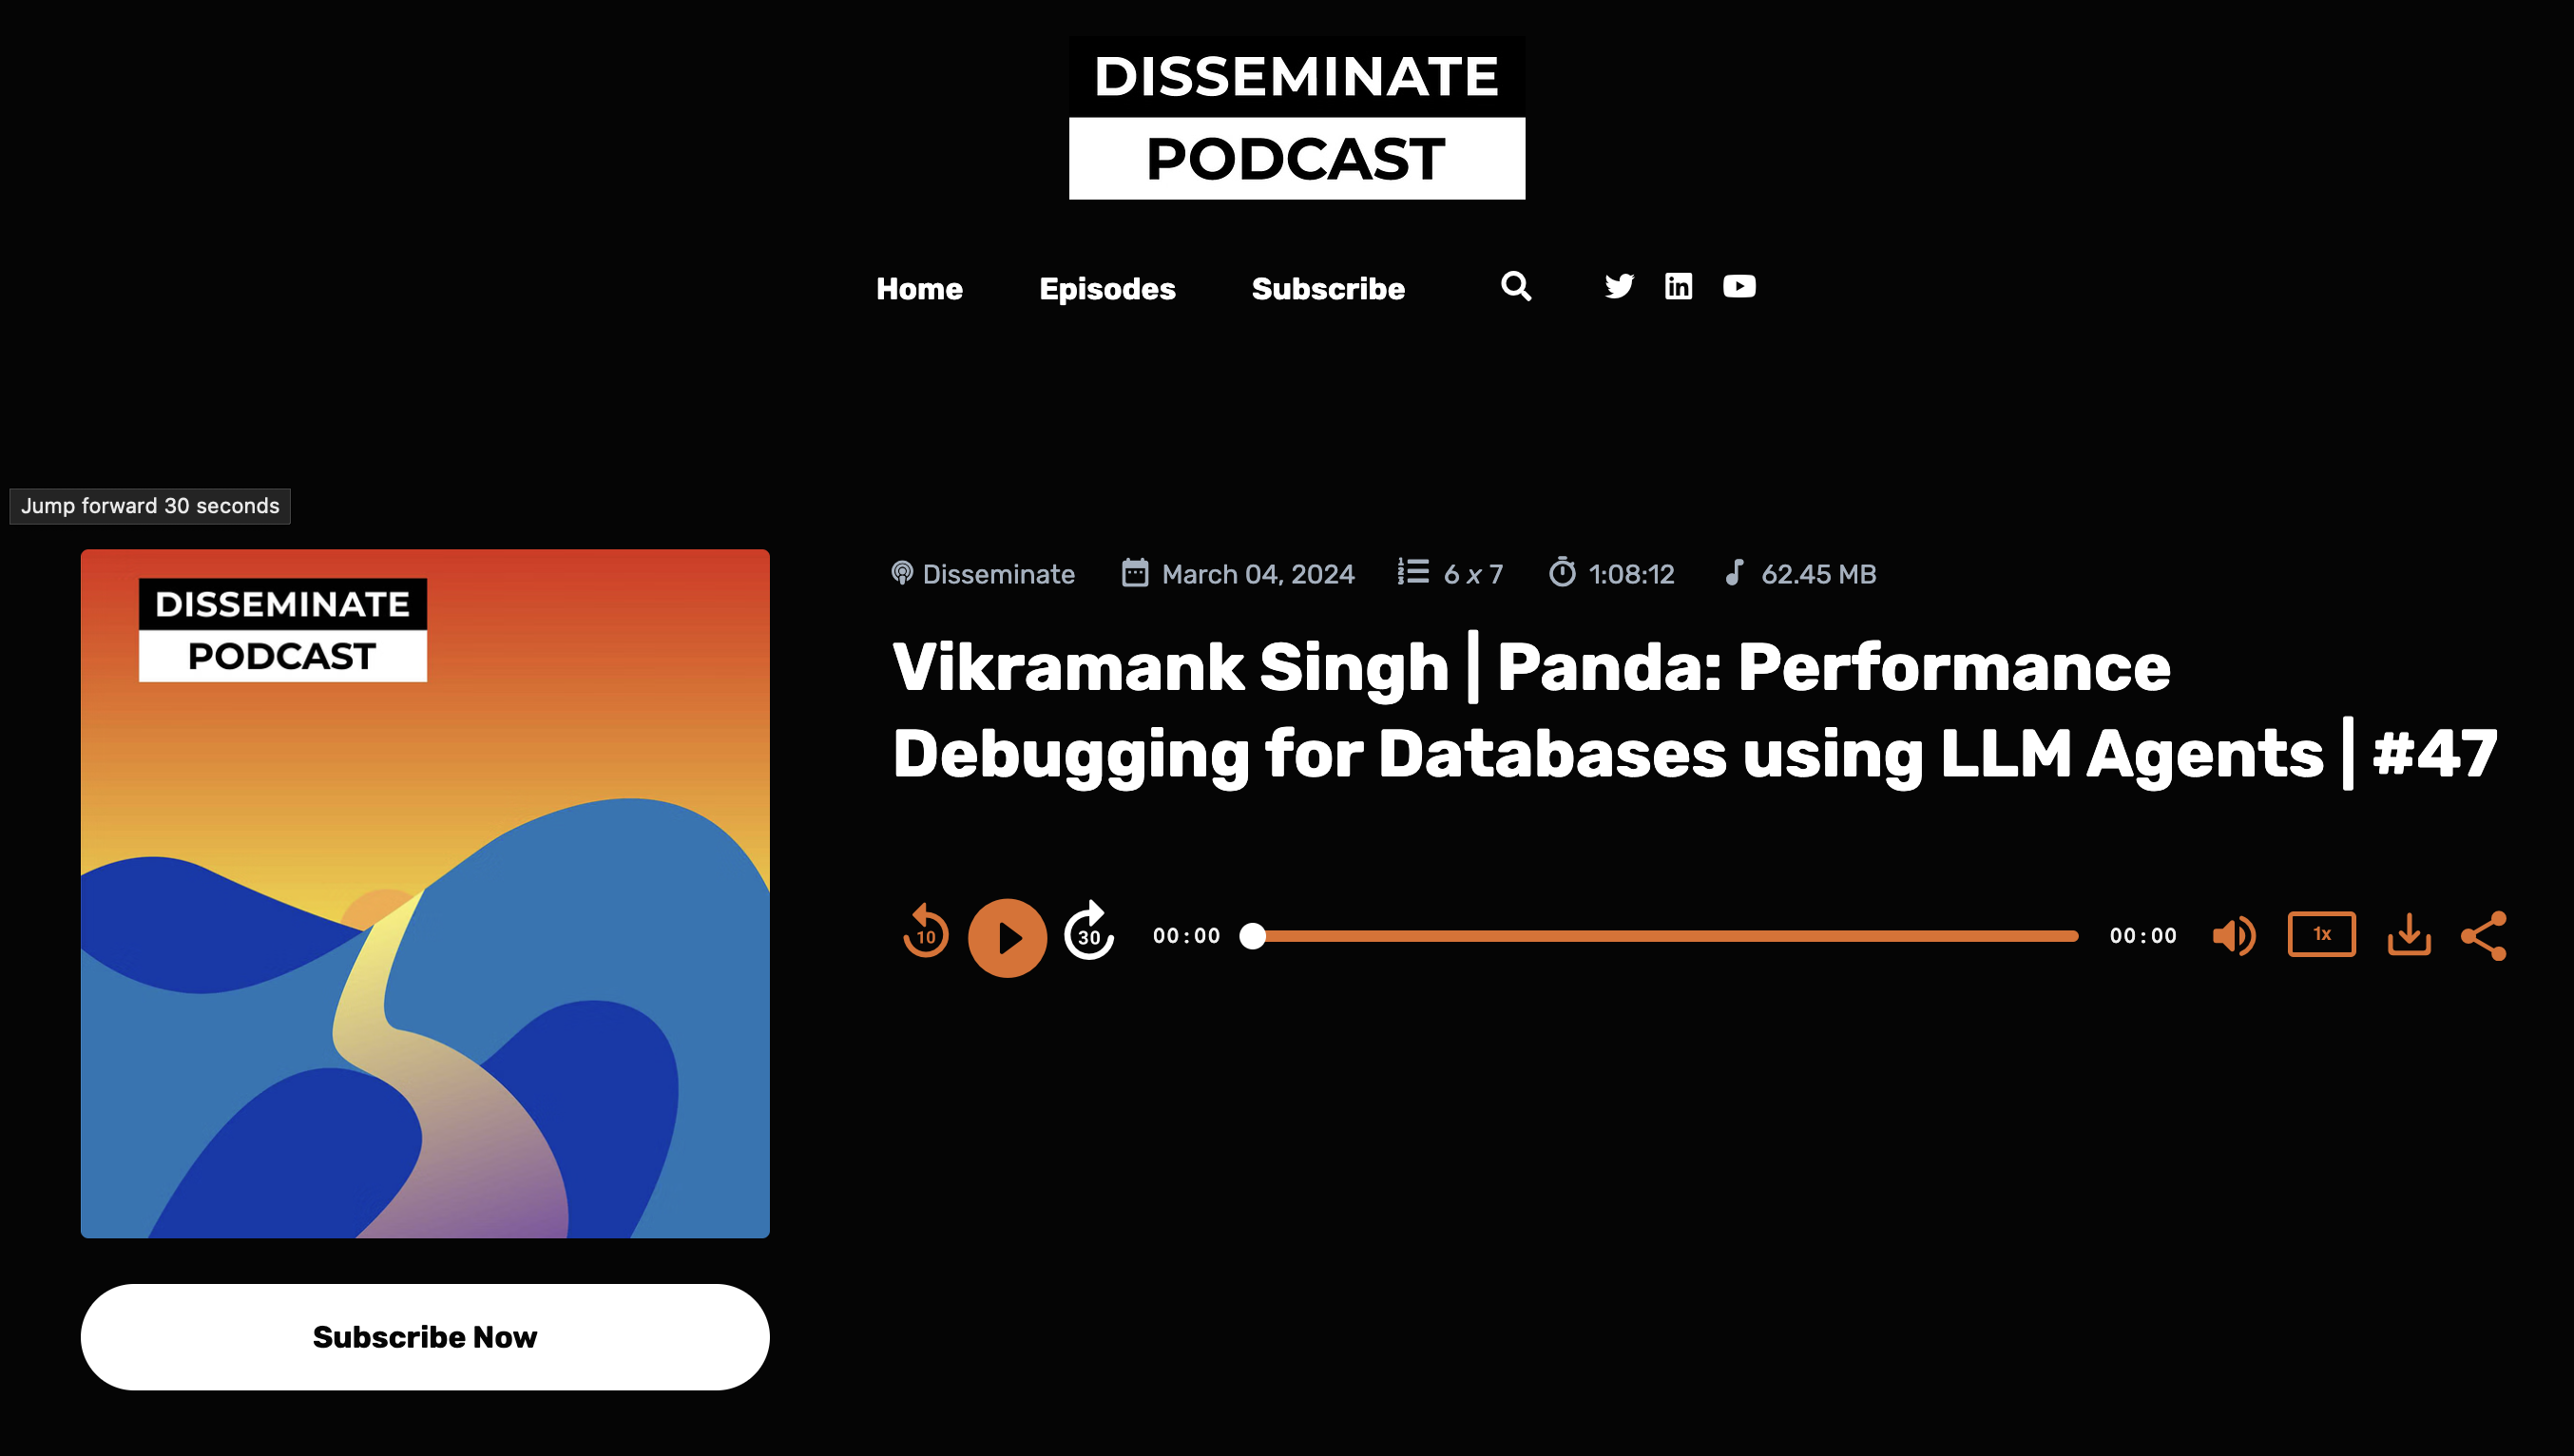 DISSEMINATE
PODCAST
Home Episodes Subscribe
Jump forward 30 seconds
DISSEMINATE
PODCAST
Disseminate March 04, 2024 6 x 7 1:08:12 62.45 MB
Vikramank Singh | Panda: Performance
Debugging for Databases using LLM Agents | #47
10 30 00:00 00:00 1x
Subscribe Now